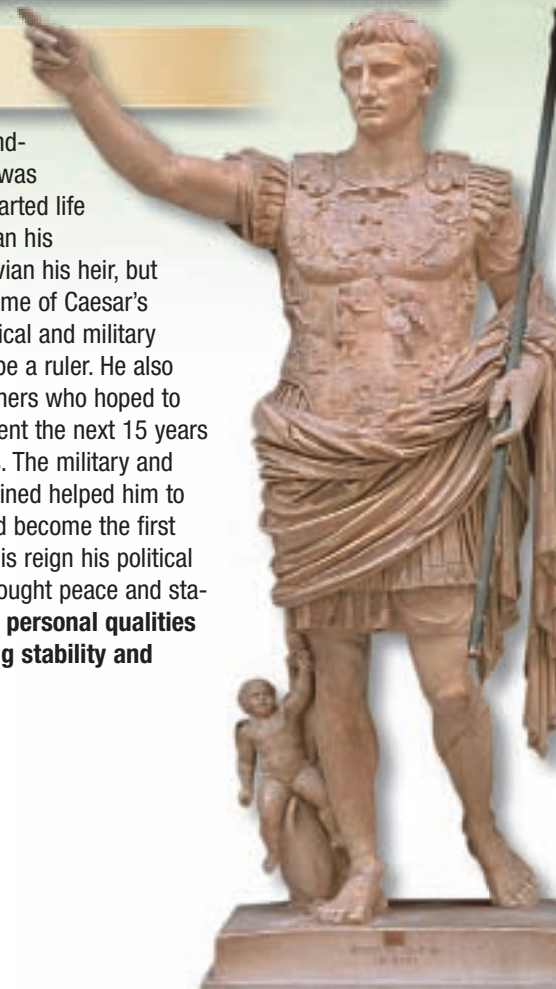 nd-
was
arted life
an his
vian his heir, but
me of Caesar's
ical and military
be a ruler. He also
hers who hoped to
ent the next 15 years
. The military and
ined helped him to
d become the first
is reign his political
ought peace and sta-
personal qualities
g stability and